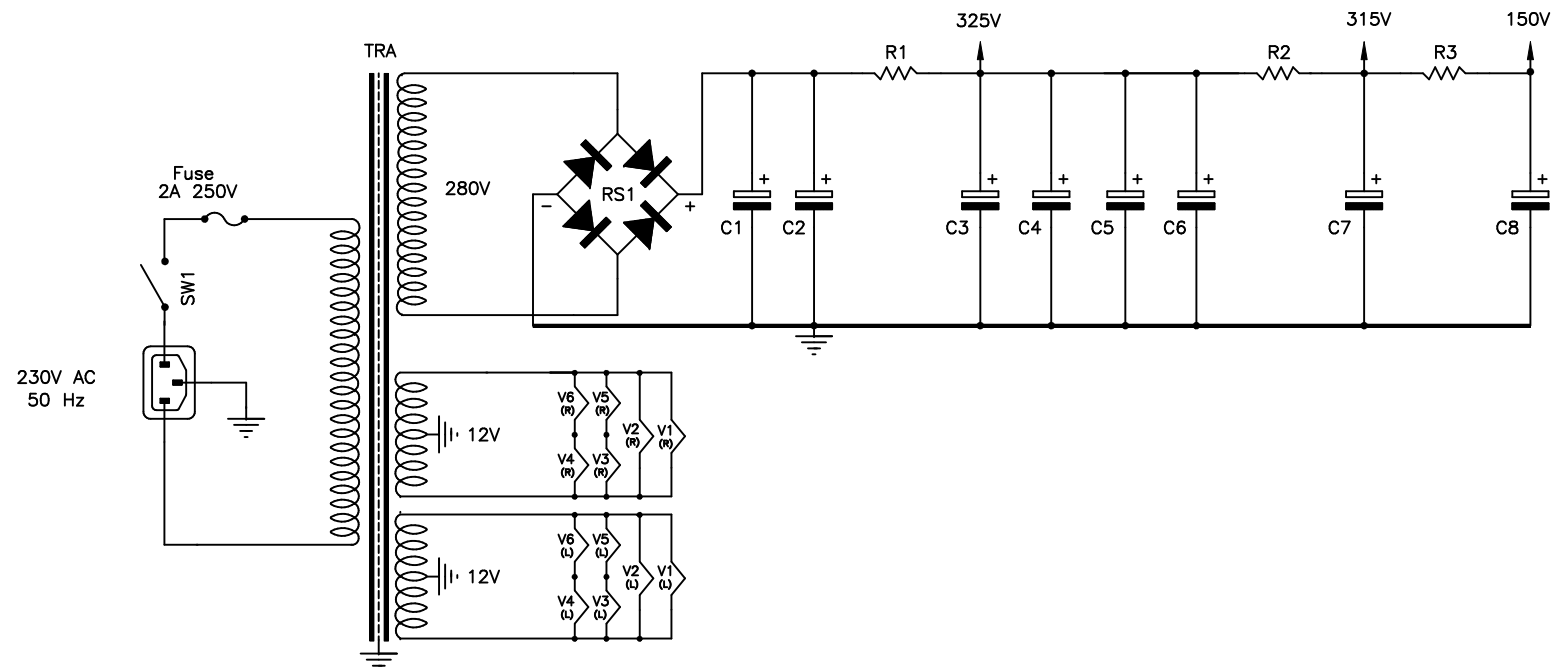 325V
315V
150V
TRA
R1
R2
R3
Fuse
2A 250V
280V
RS1
-
+
+
+
+
+
+
+
+
+
C1
C2
C3
C4
C5
C6
C7
C8
SW1
230V AC
50 Hz
12V
V6
(R)
V5
(R)
V2
(R)
V1
(R)
V4
(R)
V3
(R)
12V
V6
(L)
V5
(L)
V2
(L)
V1
(L)
V4
(L)
V3
(L)